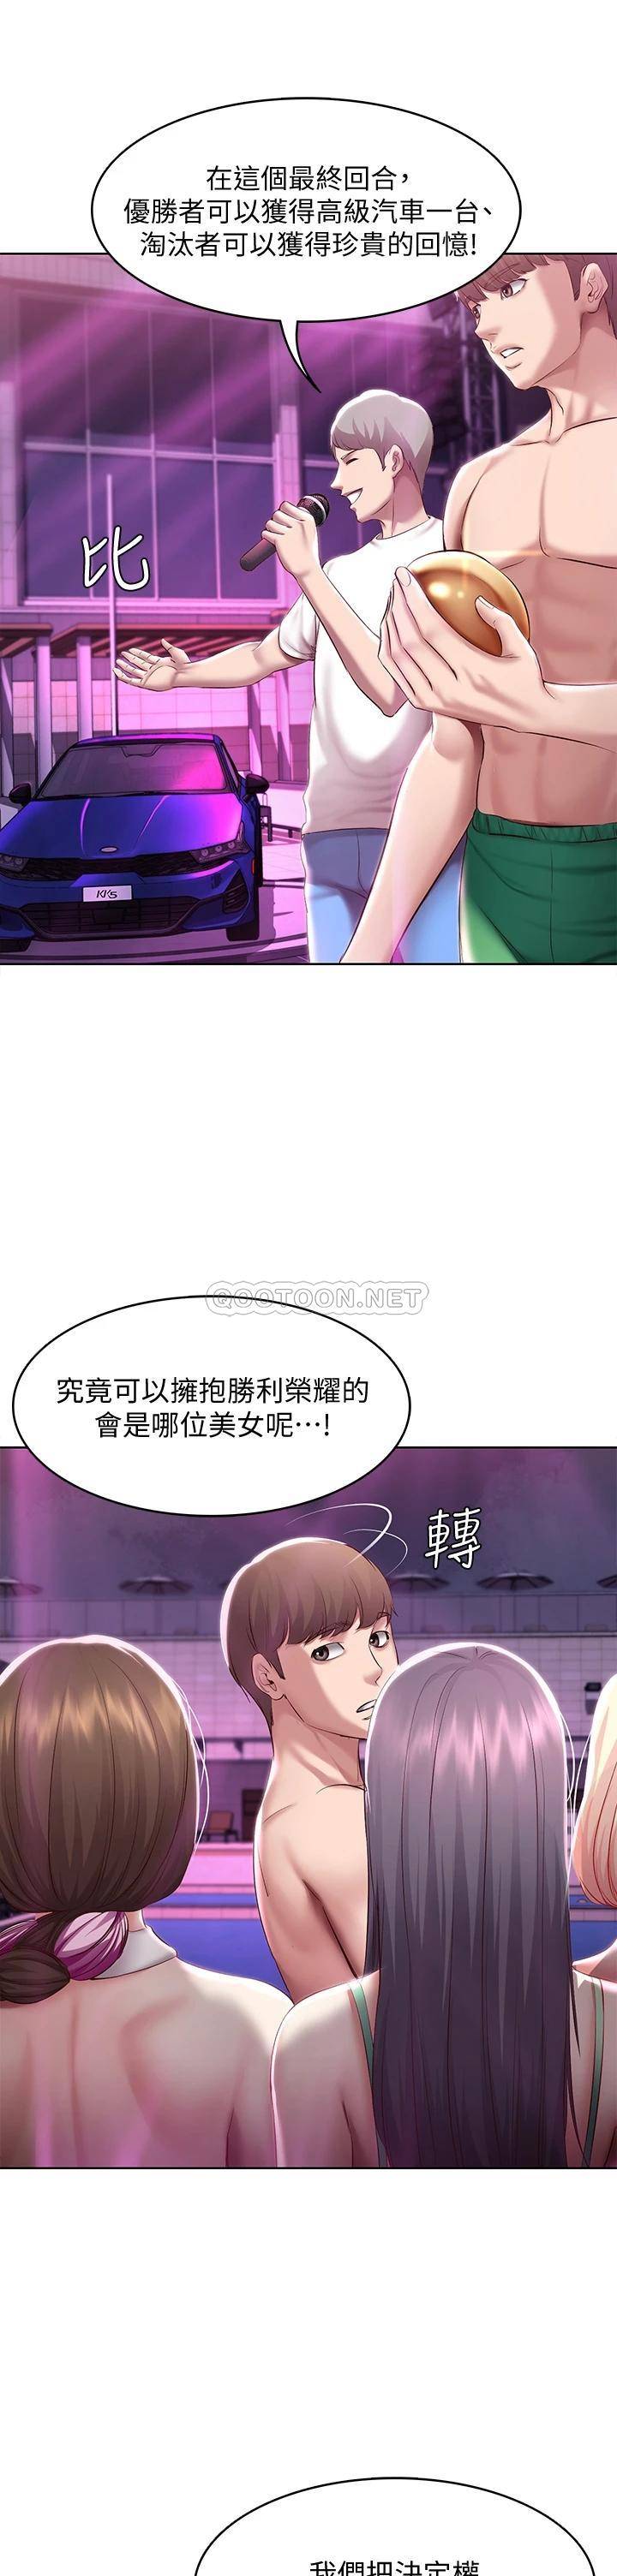 在這個最終回合,
優勝者可以獲得高級汽車一台、
淘汰者可以獲得珍貴的回憶!
比
KK5
QOOTOON.NET
究竟可以擁抱勝利榮耀的
會是哪位美女呢…!
轉
我們把決定權